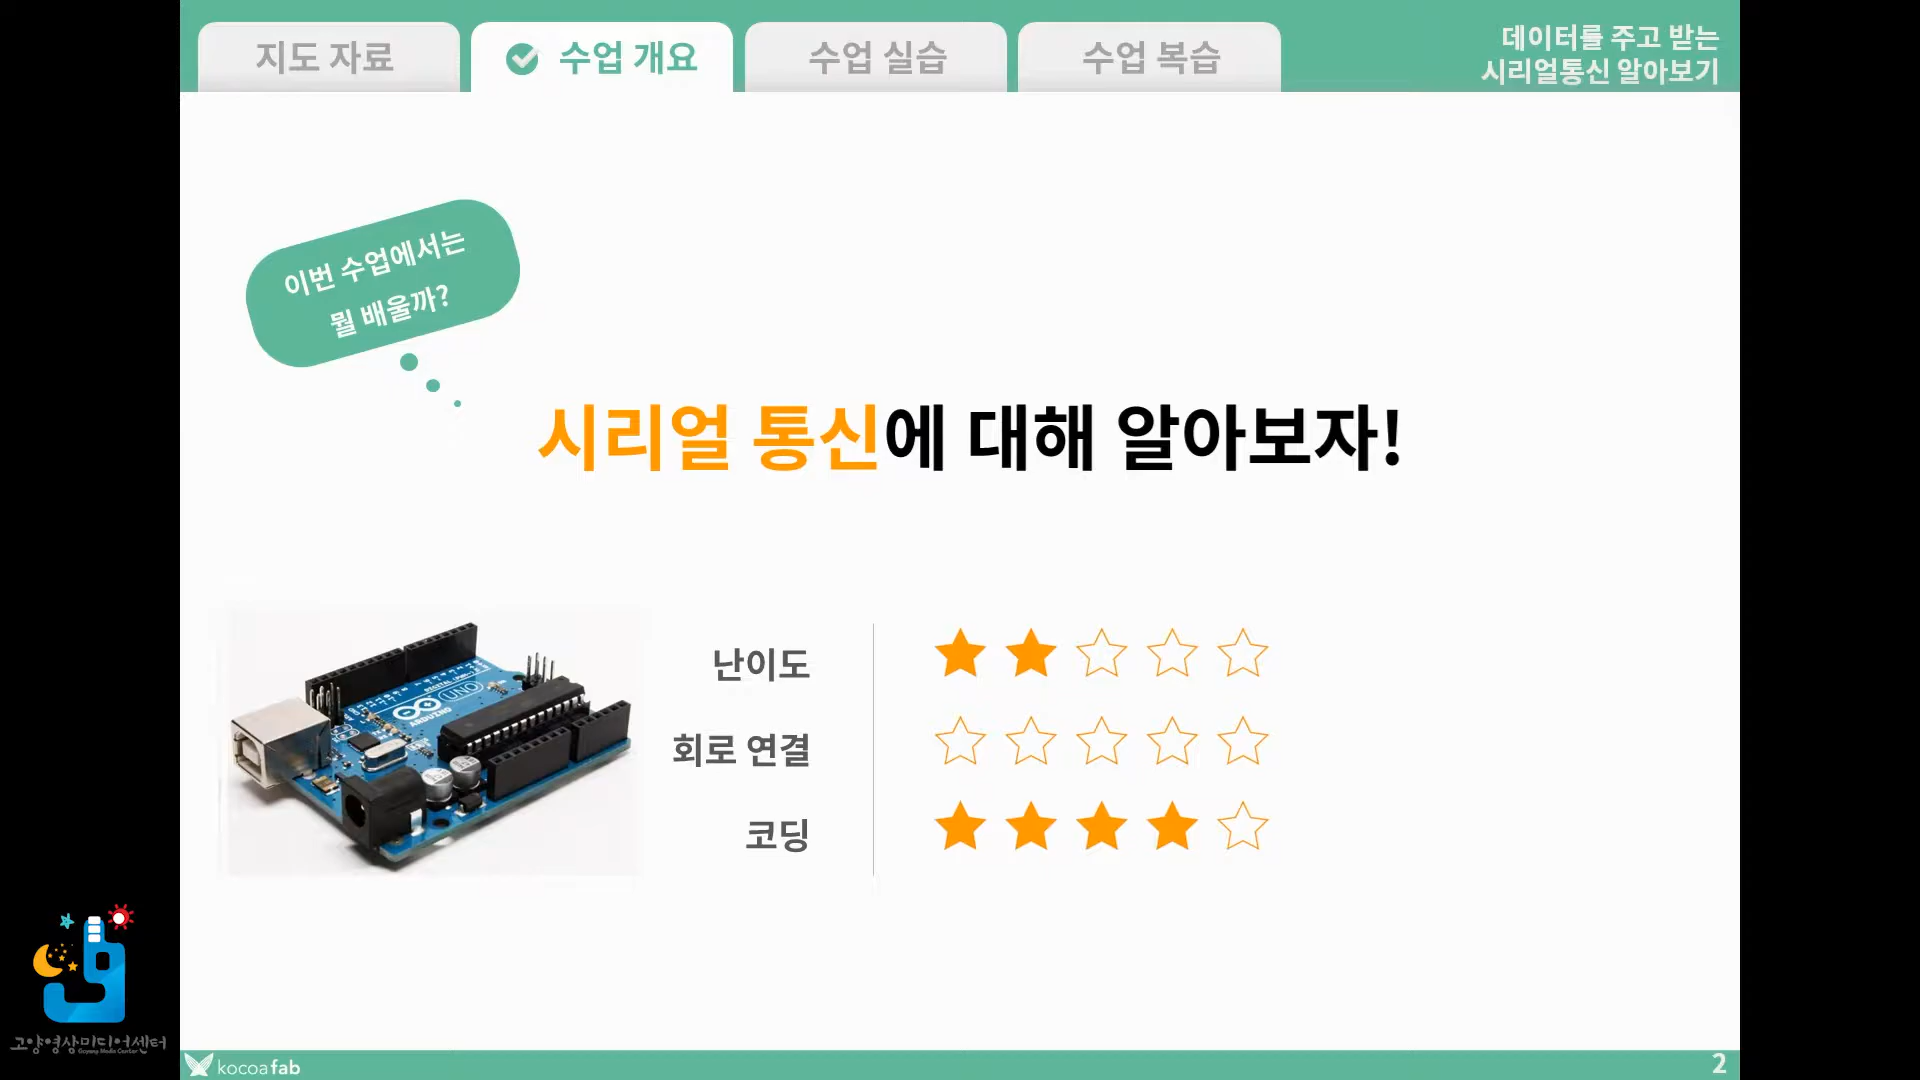 지도 자료
수업 개요
수업 실습
수업 복습
데이터를 주고 받는
시리얼통신 알아보기
이번 수업에서는
뭘 배울까?
시리얼 통신에 대해 알아보자!
난이도
회로 연결
코딩
UNO
ARDUINO
고양영상미디어센터
Goyang Media Center
kocoafab
2